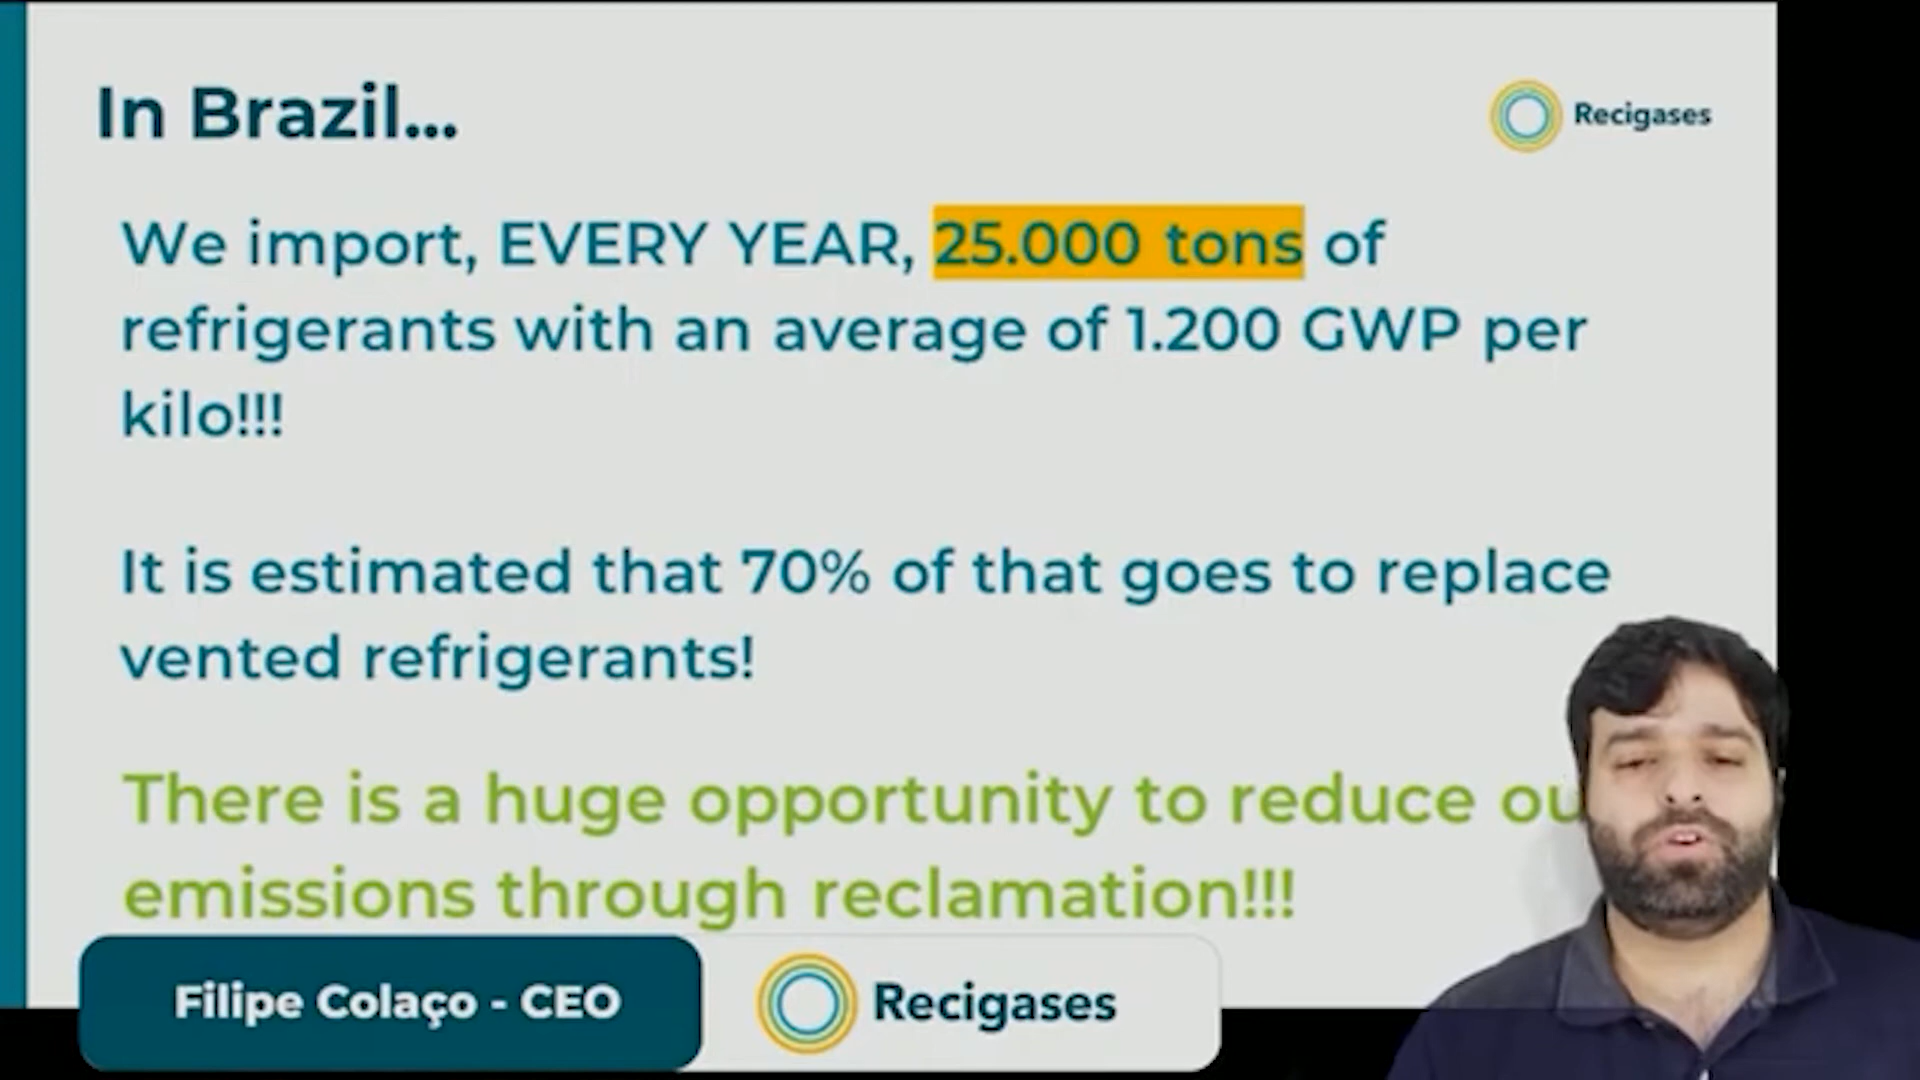 In Brazil...
Recigases
We import, EVERY YEAR, 25.000 tons of
refrigerants with an average of 1.200 GWP per
kilo!!!
It is estimated that 70% of that goes to replace
vented refrigerants!
There is a huge opportunity to reduce
emissions through reclamation!!!
Filipe Colaço - CEO
Recigases